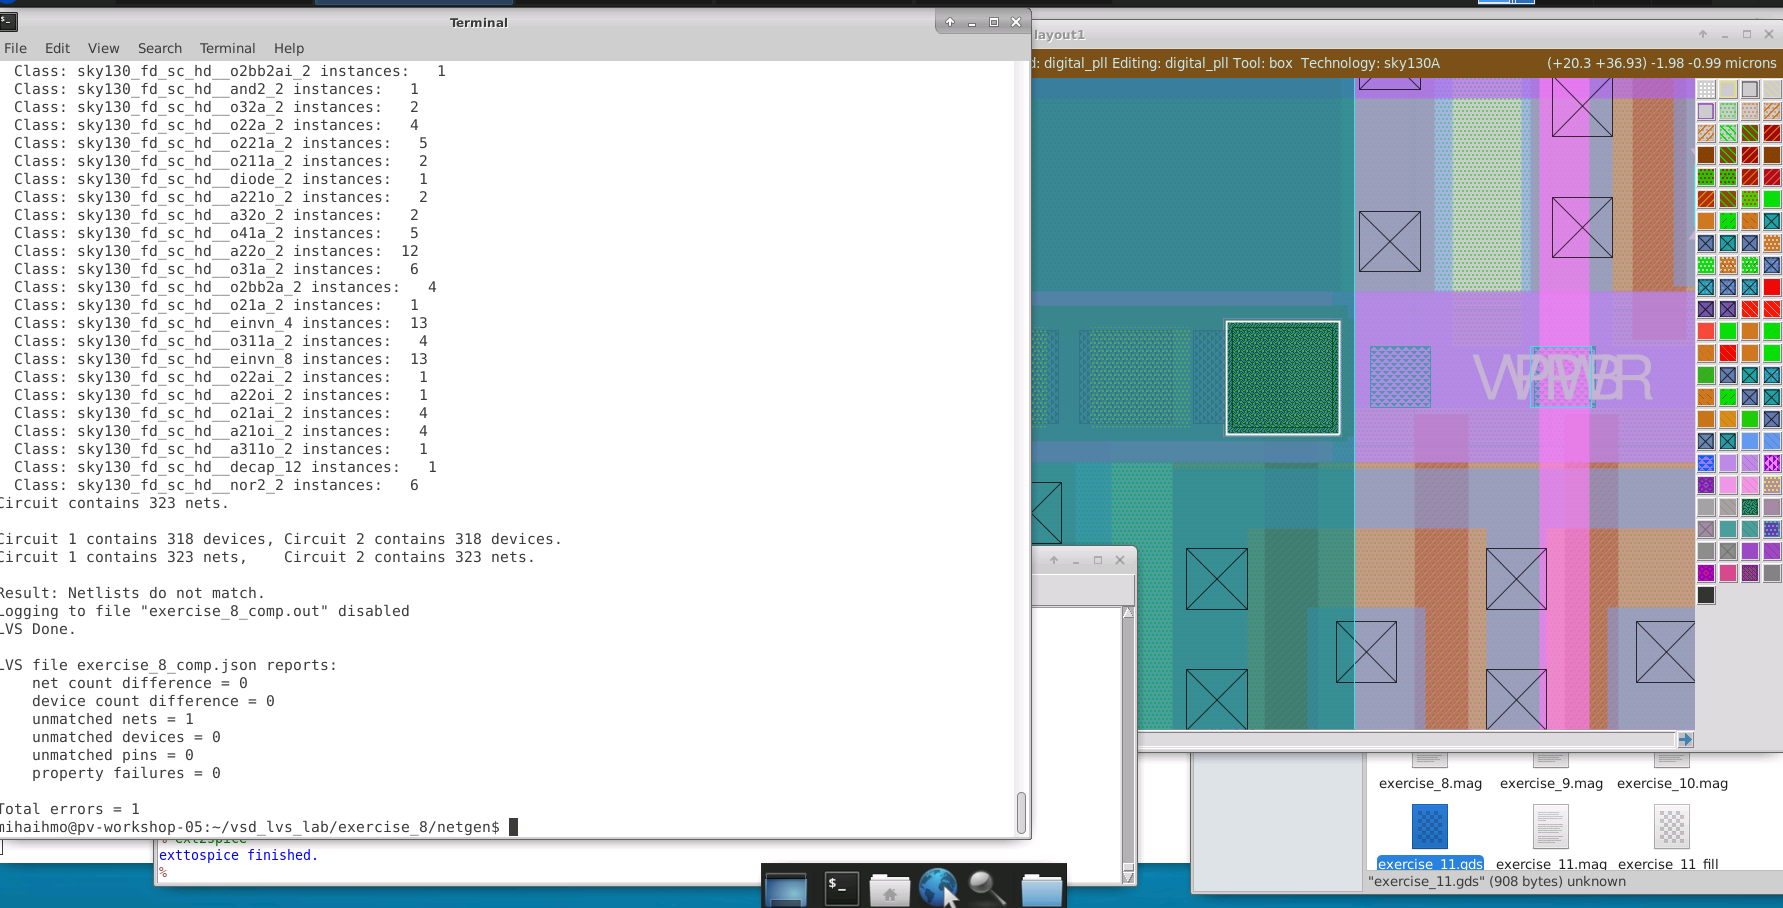 Terminal
File Edit View Search Terminal Help
Class: sky130_fd_sc_hd__o2bb2ai_2 instances:   1
Class: sky130_fd_sc_hd__and2_2 instances:   1
Class: sky130_fd_sc_hd__o32a_2 instances:   2
Class: sky130_fd_sc_hd__o22a_2 instances:   4
Class: sky130_fd_sc_hd__o221a_2 instances:   5
Class: sky130_fd_sc_hd__o211a_2 instances:   2
Class: sky130_fd_sc_hd__diode_2 instances:   1
Class: sky130_fd_sc_hd__a221o_2 instances:   2
Class: sky130_fd_sc_hd__a32o_2 instances:   2
Class: sky130_fd_sc_hd__o41a_2 instances:   5
Class: sky130_fd_sc_hd__a22o_2 instances:  12
Class: sky130_fd_sc_hd__o31a_2 instances:   6
Class: sky130_fd_sc_hd__o2bb2a_2 instances:   4
Class: sky130_fd_sc_hd__o21a_2 instances:   1
Class: sky130_fd_sc_hd__einvn_4 instances:  13
Class: sky130_fd_sc_hd__o311a_2 instances:   4
Class: sky130_fd_sc_hd__einvn_8 instances:  13
Class: sky130_fd_sc_hd__o22ai_2 instances:   1
Class: sky130_fd_sc_hd__a22oi_2 instances:   1
Class: sky130_fd_sc_hd__o21ai_2 instances:   4
Class: sky130_fd_sc_hd__a21oi_2 instances:   4
Class: sky130_fd_sc_hd__a311o_2 instances:   1
Class: sky130_fd_sc_hd__decap_12 instances:   1
Class: sky130_fd_sc_hd__nor2_2 instances:   6
Circuit contains 323 nets.
Circuit 1 contains 318 devices, Circuit 2 contains 318 devices.
Circuit 1 contains 323 nets,    Circuit 2 contains 323 nets.
Result: Netlists do not match.
Logging to file "exercise_8_comp.out" disabled
LVS Done.
LVS file exercise_8_comp.json reports:
net count difference = 0
device count difference = 0
unmatched nets = 1
unmatched devices = 0
unmatched pins = 0
property failures = 0
Total errors = 1
mihaihmo@pv-workshop-05:~/vsd_lvs_lab/exercise_8/netgen$
exttospice finished.
%
layout1
d: digital_pll Editing: digital_pll Tool: box Technology: sky130A (+20.3 +36.93) -1.98 -0.99 microns
exercise_8.mag exercise_9.mag exercise_10.mag
exercise_11.gds exercise_11.mag exercise_11_fill
"exercise_11.gds" (908 bytes) unknown